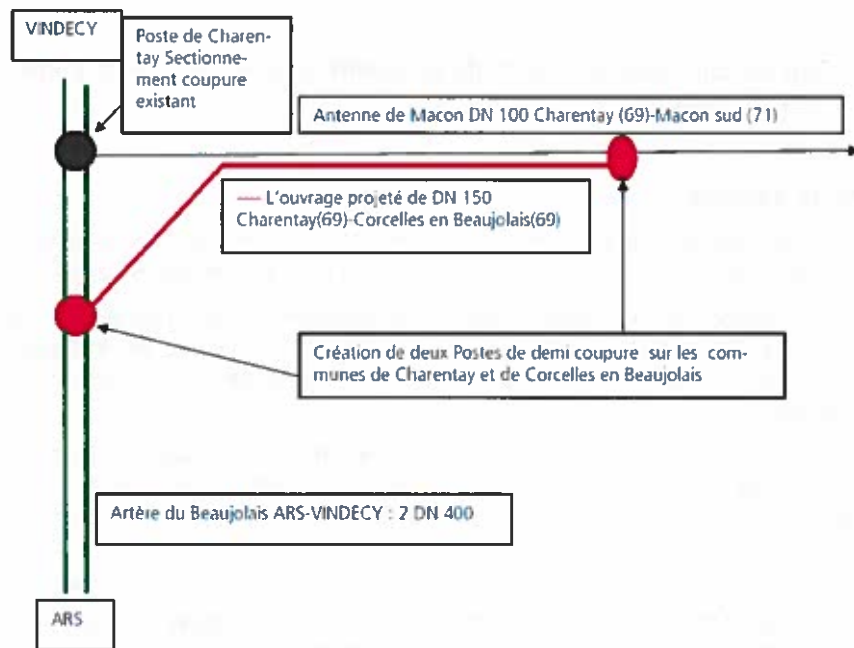 VINDECY
Poste de Charen-
tay Sectionne-
ment coupure
existant
Antenne de Macon DN 100 Charentay (69)-Macon sud (71)
— L'ouvrage projeté de DN 150
Charentay(69)-Corcelles en Beaujolais(69)
Création de deux Postes de demi coupure sur les com-
munes de Charentay et de Corcelles en Beaujolais
Artère du Beaujolais ARS-VINDECY : 2 DN 400
ARS